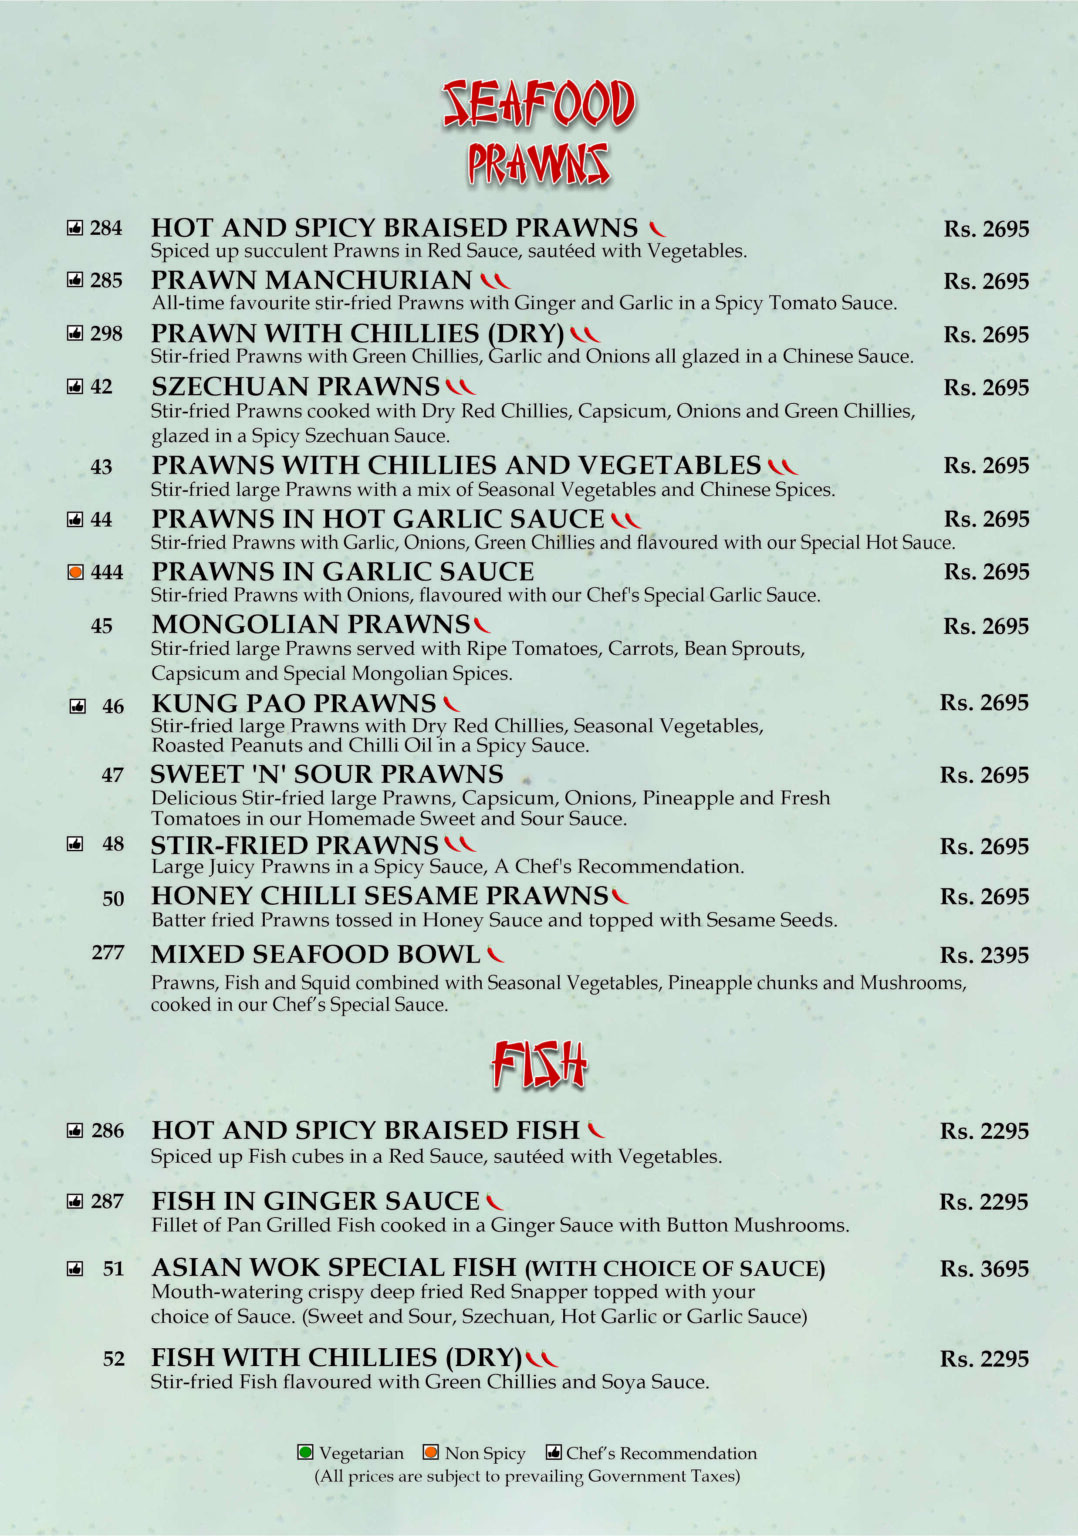 SEAFOOD
PRAWNS
284 HOT AND SPICY BRAISED PRAWNS Rs. 2695
Spiced up succulent Prawns in Red Sauce, sautéed with Vegetables.
285 PRAWN MANCHURIAN Rs. 2695
All-time favourite stir-fried Prawns with Ginger and Garlic in a Spicy Tomato Sauce.
298 PRAWN WITH CHILLIES (DRY) Rs. 2695
Stir-fried Prawns with Green Chillies, Garlic and Onions all glazed in a Chinese Sauce.
42 SZECHUAN PRAWNS Rs. 2695
Stir-fried Prawns cooked with Dry Red Chillies, Capsicum, Onions and Green Chillies,
glazed in a Spicy Szechuan Sauce.
43 PRAWNS WITH CHILLIES AND VEGETABLES Rs. 2695
Stir-fried large Prawns with a mix of Seasonal Vegetables and Chinese Spices.
44 PRAWNS IN HOT GARLIC SAUCE Rs. 2695
Stir-fried Prawns with Garlic, Onions, Green Chillies and flavoured with our Special Hot Sauce.
444 PRAWNS IN GARLIC SAUCE Rs. 2695
Stir-fried Prawns with Onions, flavoured with our Chef's Special Garlic Sauce.
45 MONGOLIAN PRAWNS Rs. 2695
Stir-fried large Prawns served with Ripe Tomatoes, Carrots, Bean Sprouts,
Capsicum and Special Mongolian Spices.
46 KUNG PAO PRAWNS Rs. 2695
Stir-fried large Prawns with Dry Red Chillies, Seasonal Vegetables,
Roasted Peanuts and Chilli Oil in a Spicy Sauce.
47 SWEET 'N' SOUR PRAWNS Rs. 2695
Delicious Stir-fried large Prawns, Capsicum, Onions, Pineapple and Fresh
Tomatoes in our Homemade Sweet and Sour Sauce.
48 STIR-FRIED PRAWNS Rs. 2695
Large Juicy Prawns in a Spicy Sauce, A Chef's Recommendation.
50 HONEY CHILLI SESAME PRAWNS Rs. 2695
Batter fried Prawns tossed in Honey Sauce and topped with Sesame Seeds.
277 MIXED SEAFOOD BOWL Rs. 2395
Prawns, Fish and Squid combined with Seasonal Vegetables, Pineapple chunks and Mushrooms,
cooked in our Chef’s Special Sauce.
FISH
286 HOT AND SPICY BRAISED FISH Rs. 2295
Spiced up Fish cubes in a Red Sauce, sautéed with Vegetables.
287 FISH IN GINGER SAUCE Rs. 2295
Fillet of Pan Grilled Fish cooked in a Ginger Sauce with Button Mushrooms.
51 ASIAN WOK SPECIAL FISH (WITH CHOICE OF SAUCE) Rs. 3695
Mouth-watering crispy deep fried Red Snapper topped with your
choice of Sauce. (Sweet and Sour, Szechuan, Hot Garlic or Garlic Sauce)
52 FISH WITH CHILLIES (DRY) Rs. 2295
Stir-fried Fish flavoured with Green Chillies and Soya Sauce.
Vegetarian Non Spicy Chef’s Recommendation
(All prices are subject to prevailing Government Taxes)